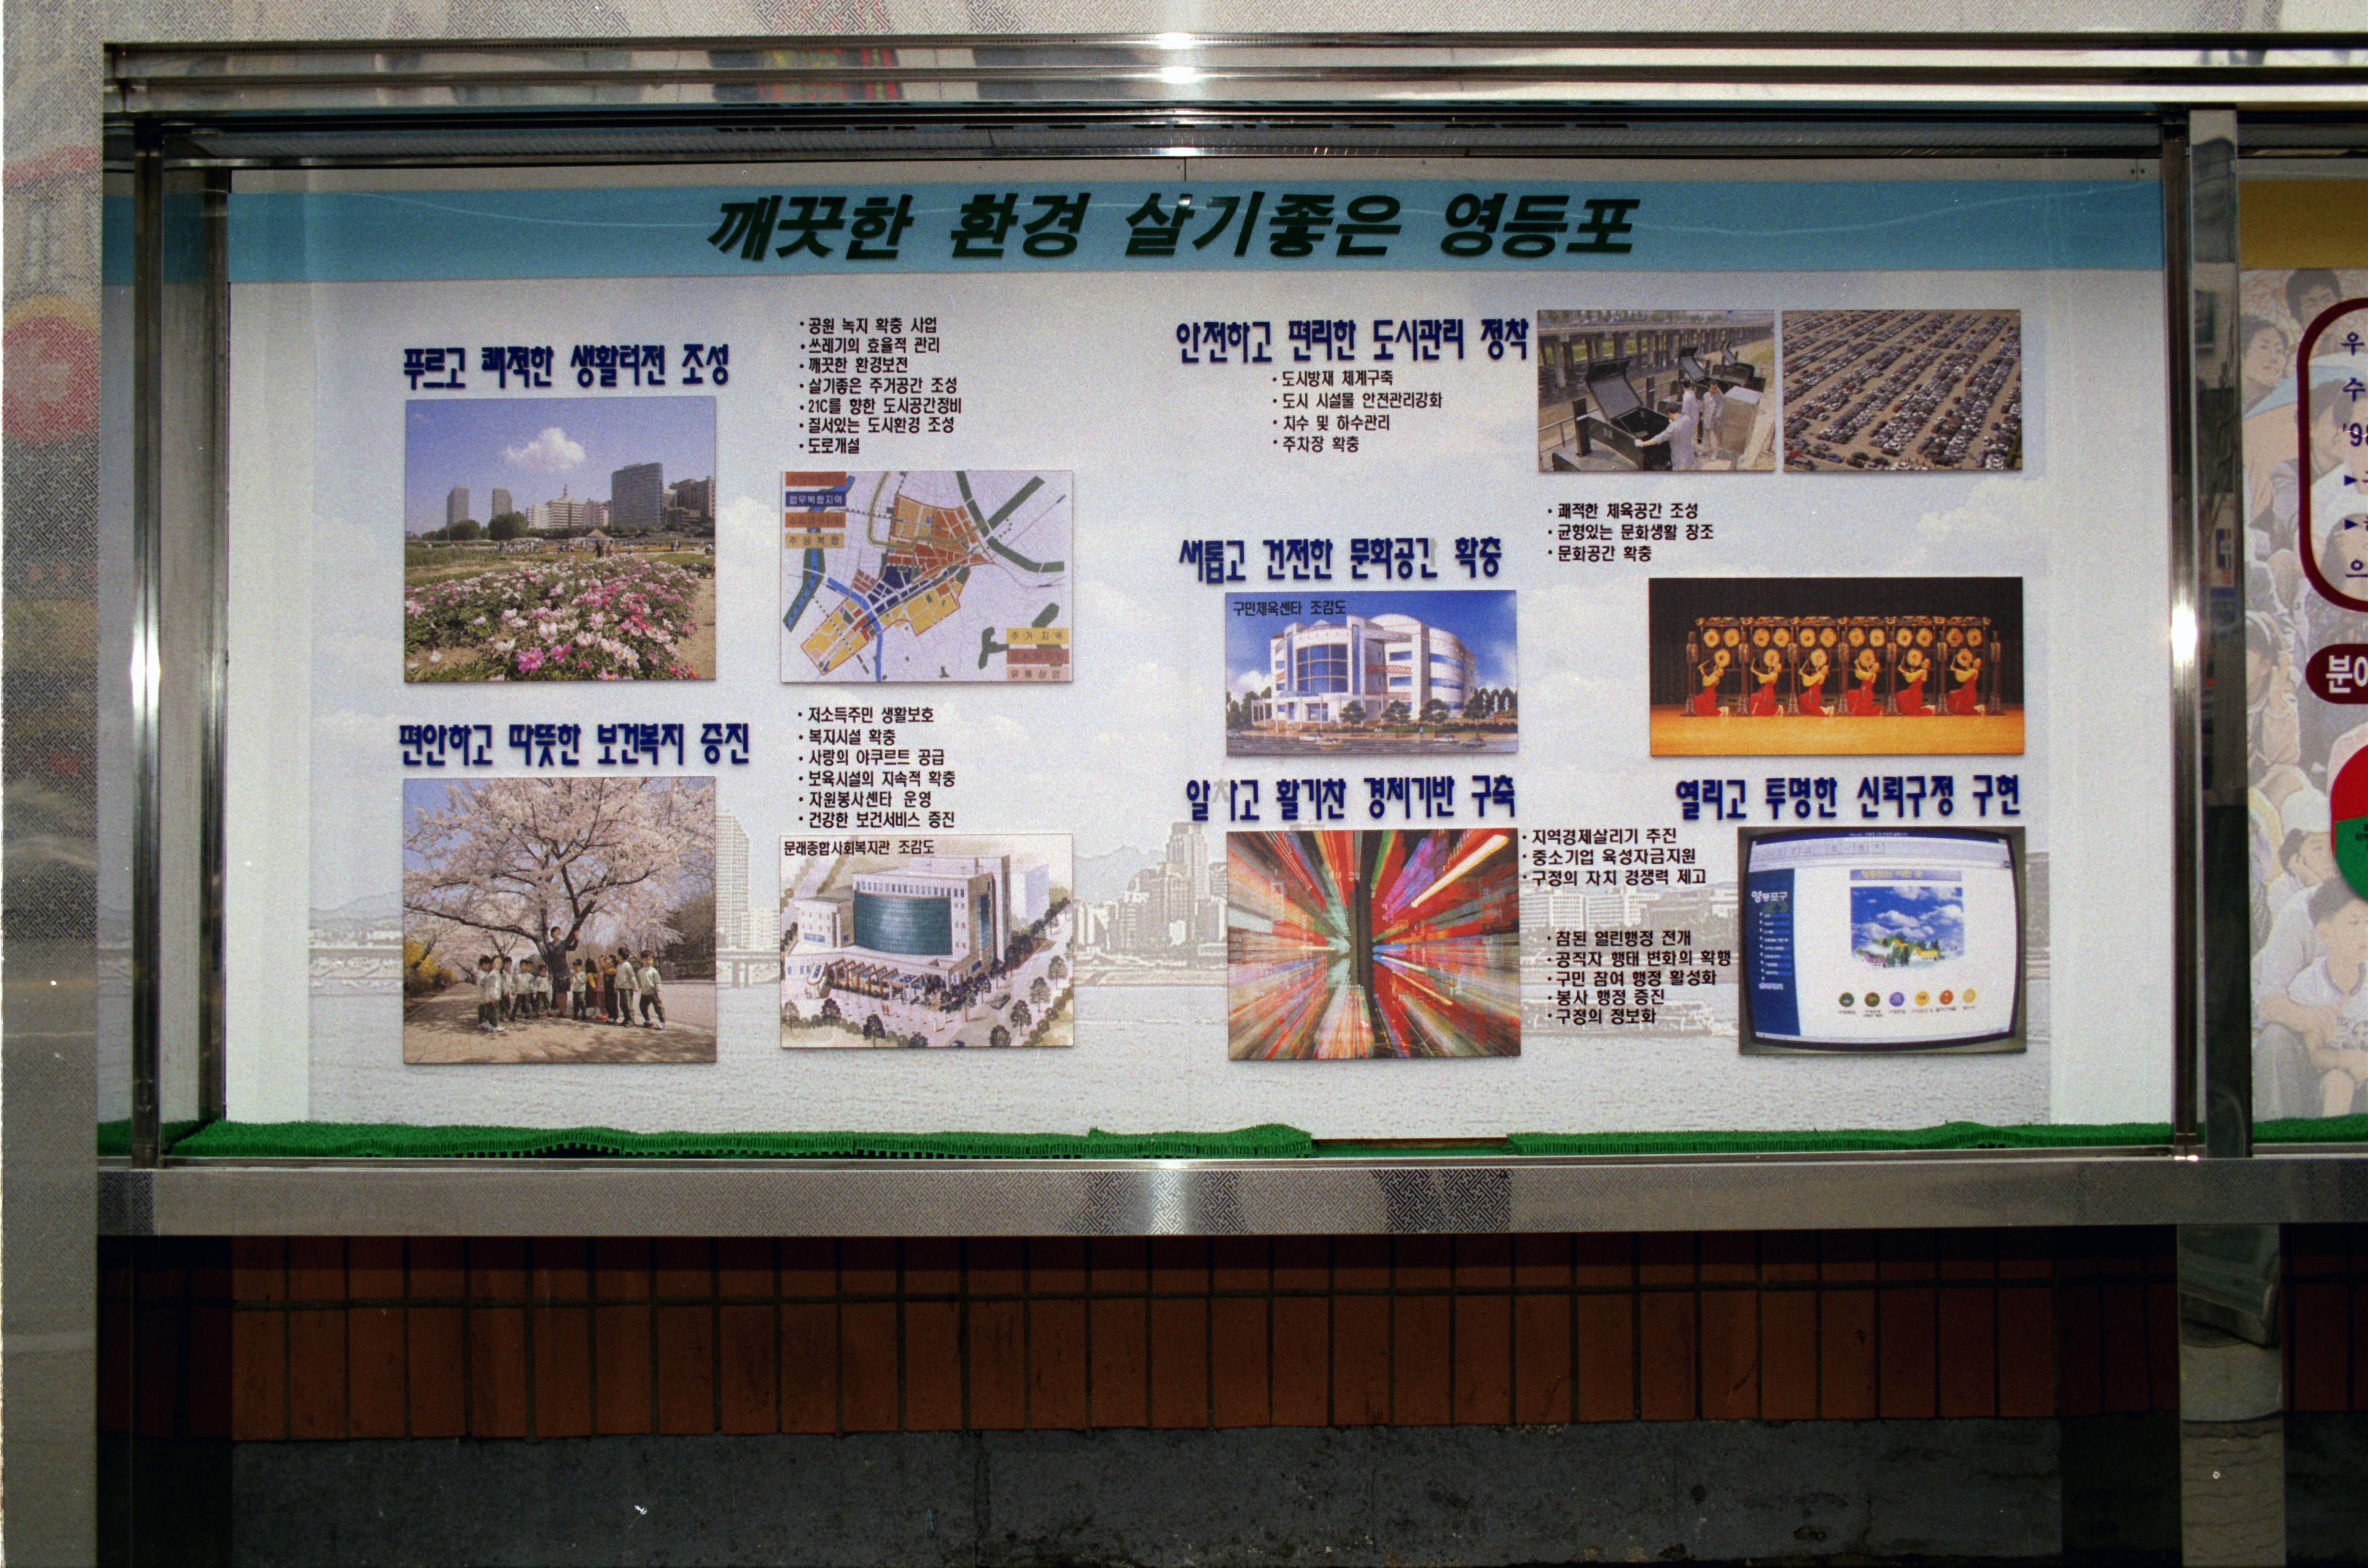 깨끗한 환경 살기좋은 영등포
푸르고 쾌적한 생활터전 조성
· 공원 녹지 확충 사업
· 쓰레기의 효율적 관리
· 깨끗한 환경보전
· 살기좋은 주거공간 조성
· 21C를 향한 도시공간정비
· 질서있는 도시환경 조성
· 도로개설
업무복합지역
주상복합
주거지역
편안하고 따뜻한 보건복지 증진
· 저소득주민 생활보호
· 복지시설 확충
· 사랑의 야쿠르트 공급
· 보육시설의 지속적 확충
· 자원봉사센타 운영
· 건강한 보건서비스 증진
문래종합사회복지관 조감도
안전하고 편리한 도시관리 정착
· 도시방재 체계구축
· 도시 시설물 안전관리강화
· 치수 및 하수관리
· 주차장 확충
새롭고 건전한 문화공간 확충
· 쾌적한 체육공간 조성
· 균형있는 문화생활 창조
· 문화공간 확충
구민체육센타 조감도
알차고 활기찬 경제기반 구축
· 지역경제살리기 추진
· 중소기업 육성자금지원
· 구정의 자치 경쟁력 제고
열리고 투명한 신뢰구정 구현
· 참된 열린행정 전개
· 공직자 행태 변화의 확행
· 구민 참여 행정 활성화
· 봉사 행정 증진
· 구정의 정보화
영등포구
우
수
'98
으
분야